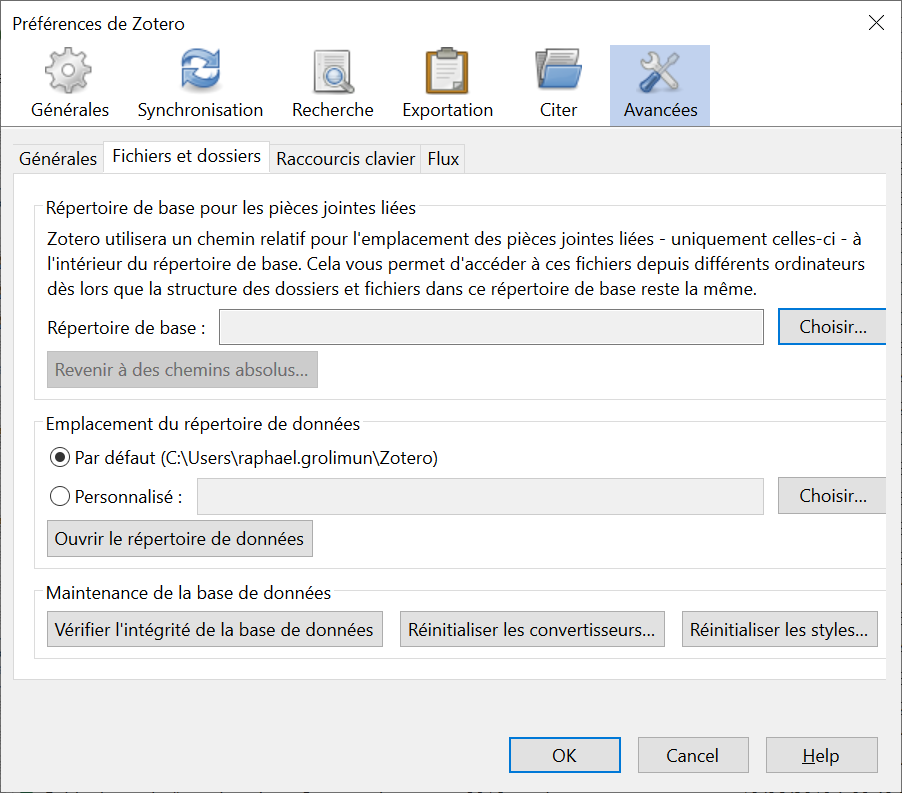 Préférences de Zotero
Générales Synchronisation Recherche Exportation Citer Avancées
Générales Fichiers et dossiers Raccourcis clavier Flux
Répertoire de base pour les pièces jointes liées
Zotero utilisera un chemin relatif pour l'emplacement des pièces jointes liées - uniquement celles-ci - à
l'intérieur du répertoire de base. Cela vous permet d'accéder à ces fichiers depuis différents ordinateurs
dès lors que la structure des dossiers et fichiers dans ce répertoire de base reste la même.
Répertoire de base : Choisir...
Revenir à des chemins absolus...
Emplacement du répertoire de données
Par défaut (C:\Users\raphael.grolimun\Zotero)
Personnalisé : Choisir...
Ouvrir le répertoire de données
Maintenance de la base de données
Vérifier l'intégrité de la base de données Réinitialiser les convertisseurs... Réinitialiser les styles...
OK Cancel Help